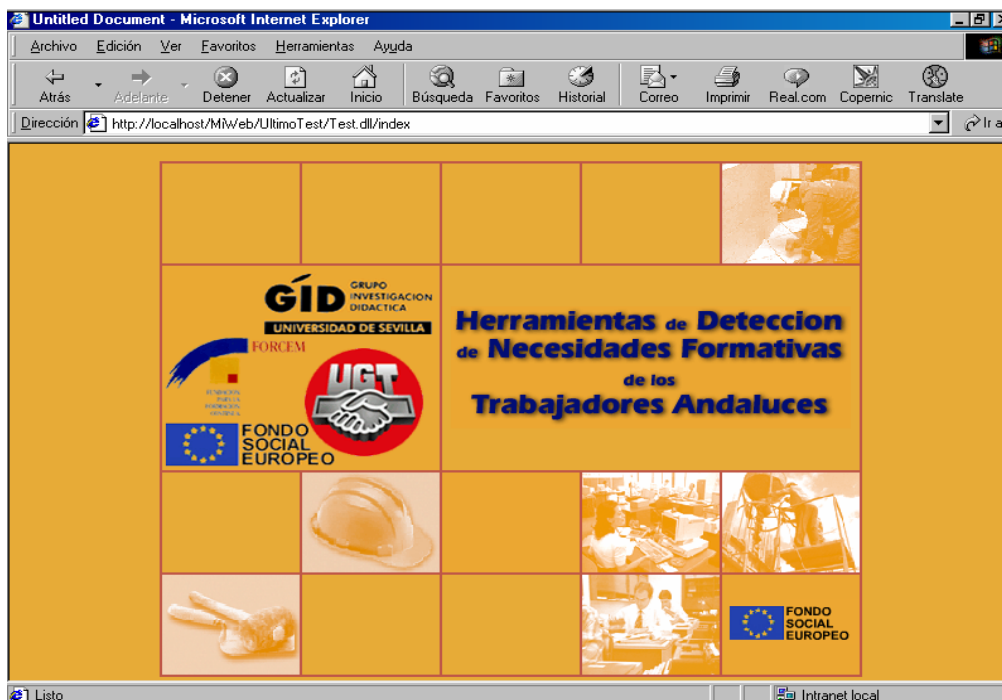 Untitled Document - Microsoft Internet Explorer
Archivo Edición Ver Favoritos Herramientas Ayuda
Atrás Adelante Detener Actualizar Inicio Búsqueda Favoritos Historial Correo Imprimir Real.com Copernic Translate
Dirección http://localhost/MiWeb/UltimoTest/Test.dll/index Ir a
GID GRUPO
INVESTIGACION
DIDACTICA
UNIVERSIDAD DE SEVILLA
FORCEM
UGT
FONDO
SOCIAL
EUROPEO
Herramientas de Deteccion
de Necesidades Formativas
de los
Trabajadores Andaluces
FONDO
SOCIAL
EUROPEO
Listo Intranet local